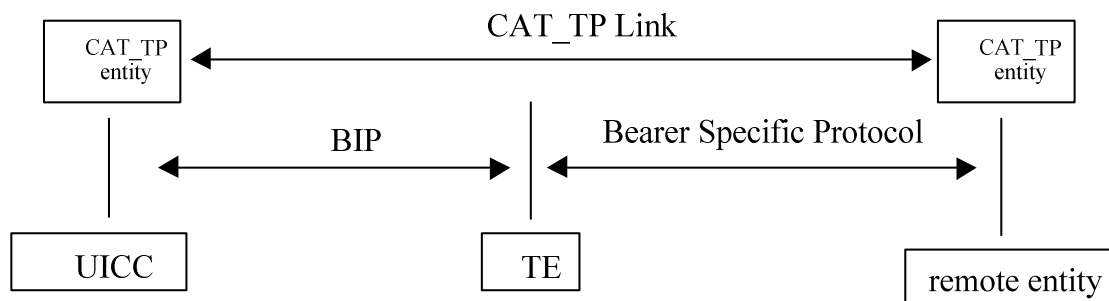 CAT_TP Link
CAT_TP
entity
CAT_TP
entity
BIP
Bearer Specific Protocol
UICC
TE
remote entity